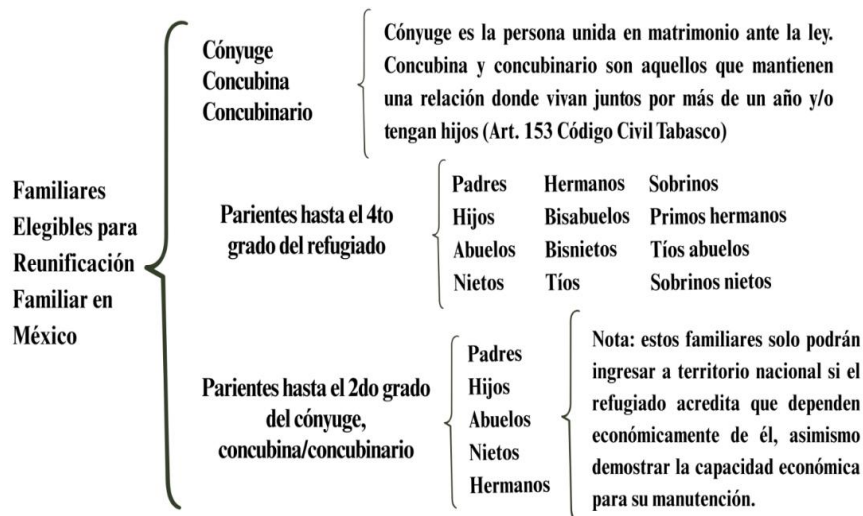 Familiares
Elegibles para
Reunificación
Familiar en
México
Cónyuge
Concubina
Concubinario
Cónyuge es la persona unida en matrimonio ante la ley.
Concubina y concubinario son aquellos que mantienen
una relación donde vivan juntos por más de un año y/o
tengan hijos (Art. 153 Código Civil Tabasco)
Parientes hasta el 4to
grado del refugiado
Padres Hermanos Sobrinos
Hijos Bisabuelos Primos hermanos
Abuelos Bisnietos Tíos abuelos
Nietos Tíos Sobrinos nietos
Parientes hasta el 2do grado
del cónyuge,
concubina/concubinario
Padres
Hijos
Abuelos
Nietos
Hermanos
Nota: estos familiares solo podrán
ingresar a territorio nacional si el
refugiado acredita que dependen
económicamente de él, asimismo
demostrar la capacidad económica
para su manutención.